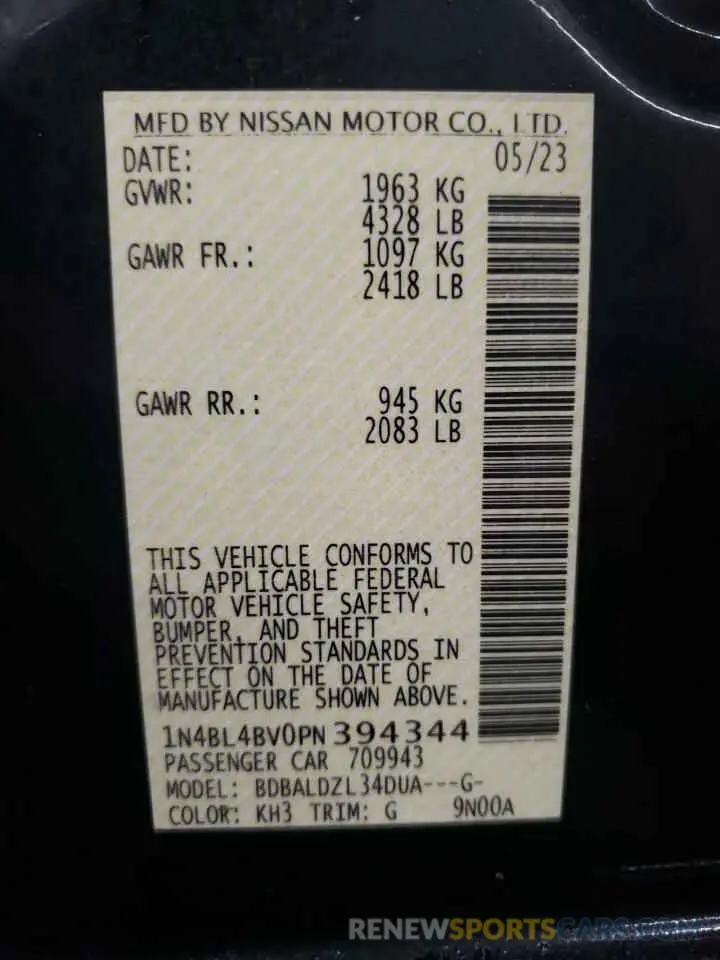 MFD BY NISSAN MOTOR CO., LTD.
DATE: 05/23
GVWR: 1963 KG
4328 LB
GAWR FR.: 1097 KG
2418 LB
GAWR RR.: 945 KG
2083 LB
THIS VEHICLE CONFORMS TO
ALL APPLICABLE FEDERAL
MOTOR VEHICLE SAFETY,
BUMPER, AND THEFT
PREVENTION STANDARDS IN
EFFECT ON THE DATE OF
MANUFACTURE SHOWN ABOVE.
1N4BL4BV0PN394344
PASSENGER CAR 709943
MODEL: BDBALDZL34DUA---G-
COLOR: KH3 TRIM: G 9N00A
RENEWSPORTSCARS.COM